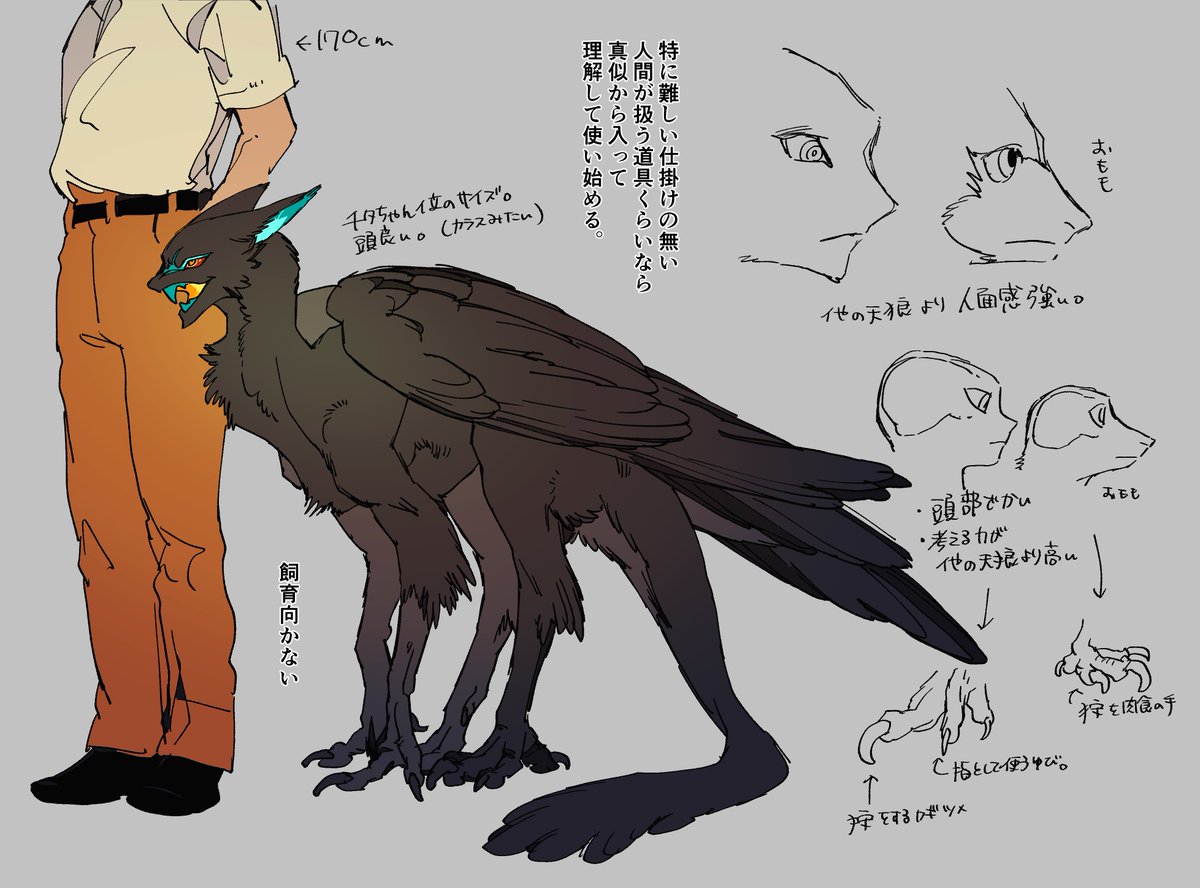 ←170cm
特に難しい仕掛けの無い
人間が扱う道具くらいなら
真似から入って
理解して使い始める。
おもも
他の天狼より人面感強い。
チタちゃん位のサイズ。
頭良い。(カラスみたい)
・頭部でかい
・考える力が
他の天狼より高い
おもも
飼育向かない
↑狩を肉食の手
↑指として使うゆび。
↑
狩をするカギツメ